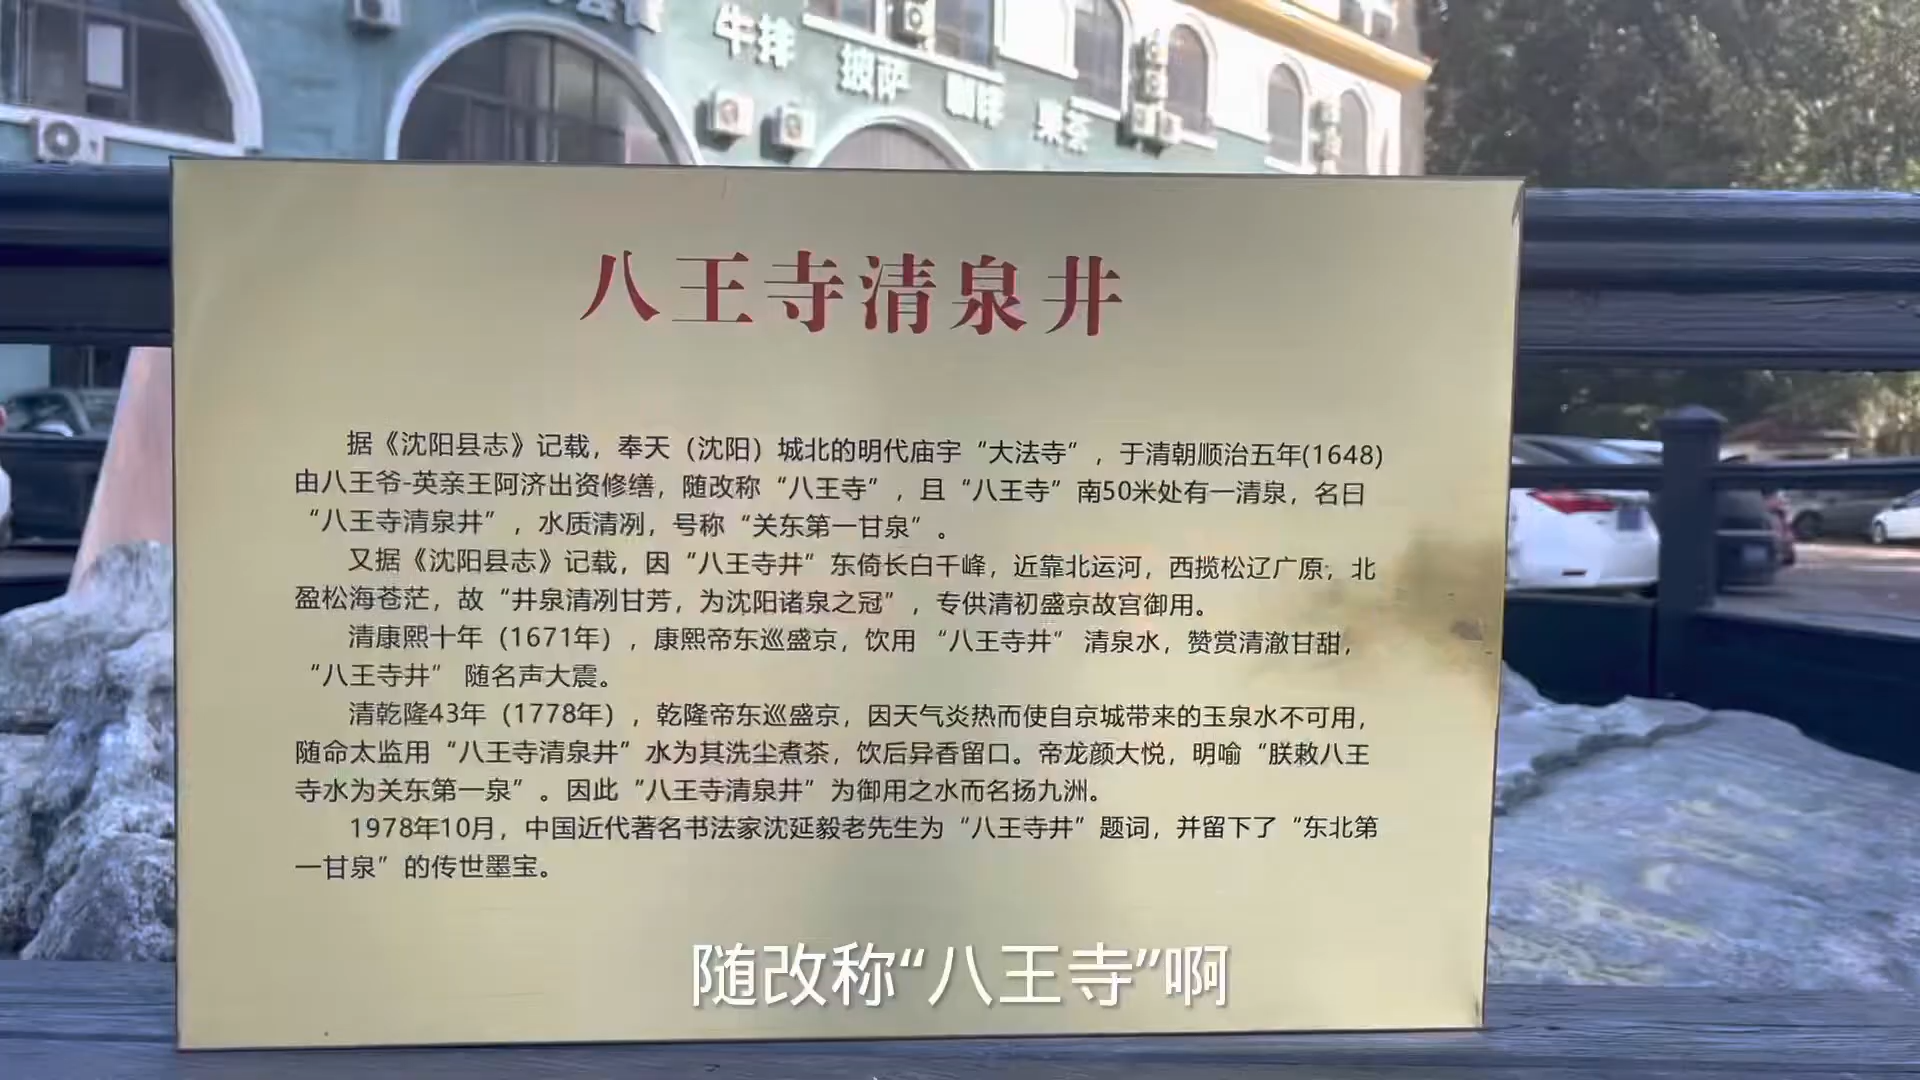 牛排 披萨 咖啡 果茶
八王寺清泉井
据《沈阳县志》记载，奉天（沈阳）城北的明代庙宇“大法寺”，于清朝顺治五年(1648)
由八王爷-英亲王阿济出资修缮，随改称“八王寺”，且“八王寺”南50米处有一清泉，名日
“八王寺清泉井”，水质清冽，号称“关东第一甘泉”。
又据《沈阳县志》记载，因“八王寺井”东倚长白千峰，近靠北运河，西揽松辽广原；北
盈松海苍茫，故“井泉清冽甘芳，为沈阳诸泉之冠”，专供清初盛京故宫御用。
清康熙十年（1671年），康熙帝东巡盛京，饮用“八王寺井”清泉水，赞赏清澈甘甜，
“八王寺井”随名声大震。
清乾隆43年（1778年），乾隆帝东巡盛京，因天气炎热而使自京城带来的玉泉水不可用，
随命太监用“八王寺清泉井”水为其洗尘煮茶，饮后异香留口。帝龙颜大悦，明喻“朕敕八王
寺水为关东第一泉”。因此“八王寺清泉井”为御用之水而名扬九洲。
1978年10月，中国近代著名书法家沈延毅老先生为“八王寺井”题词，并留下了“东北第
一甘泉”的传世墨宝。
随改称“八王寺”啊